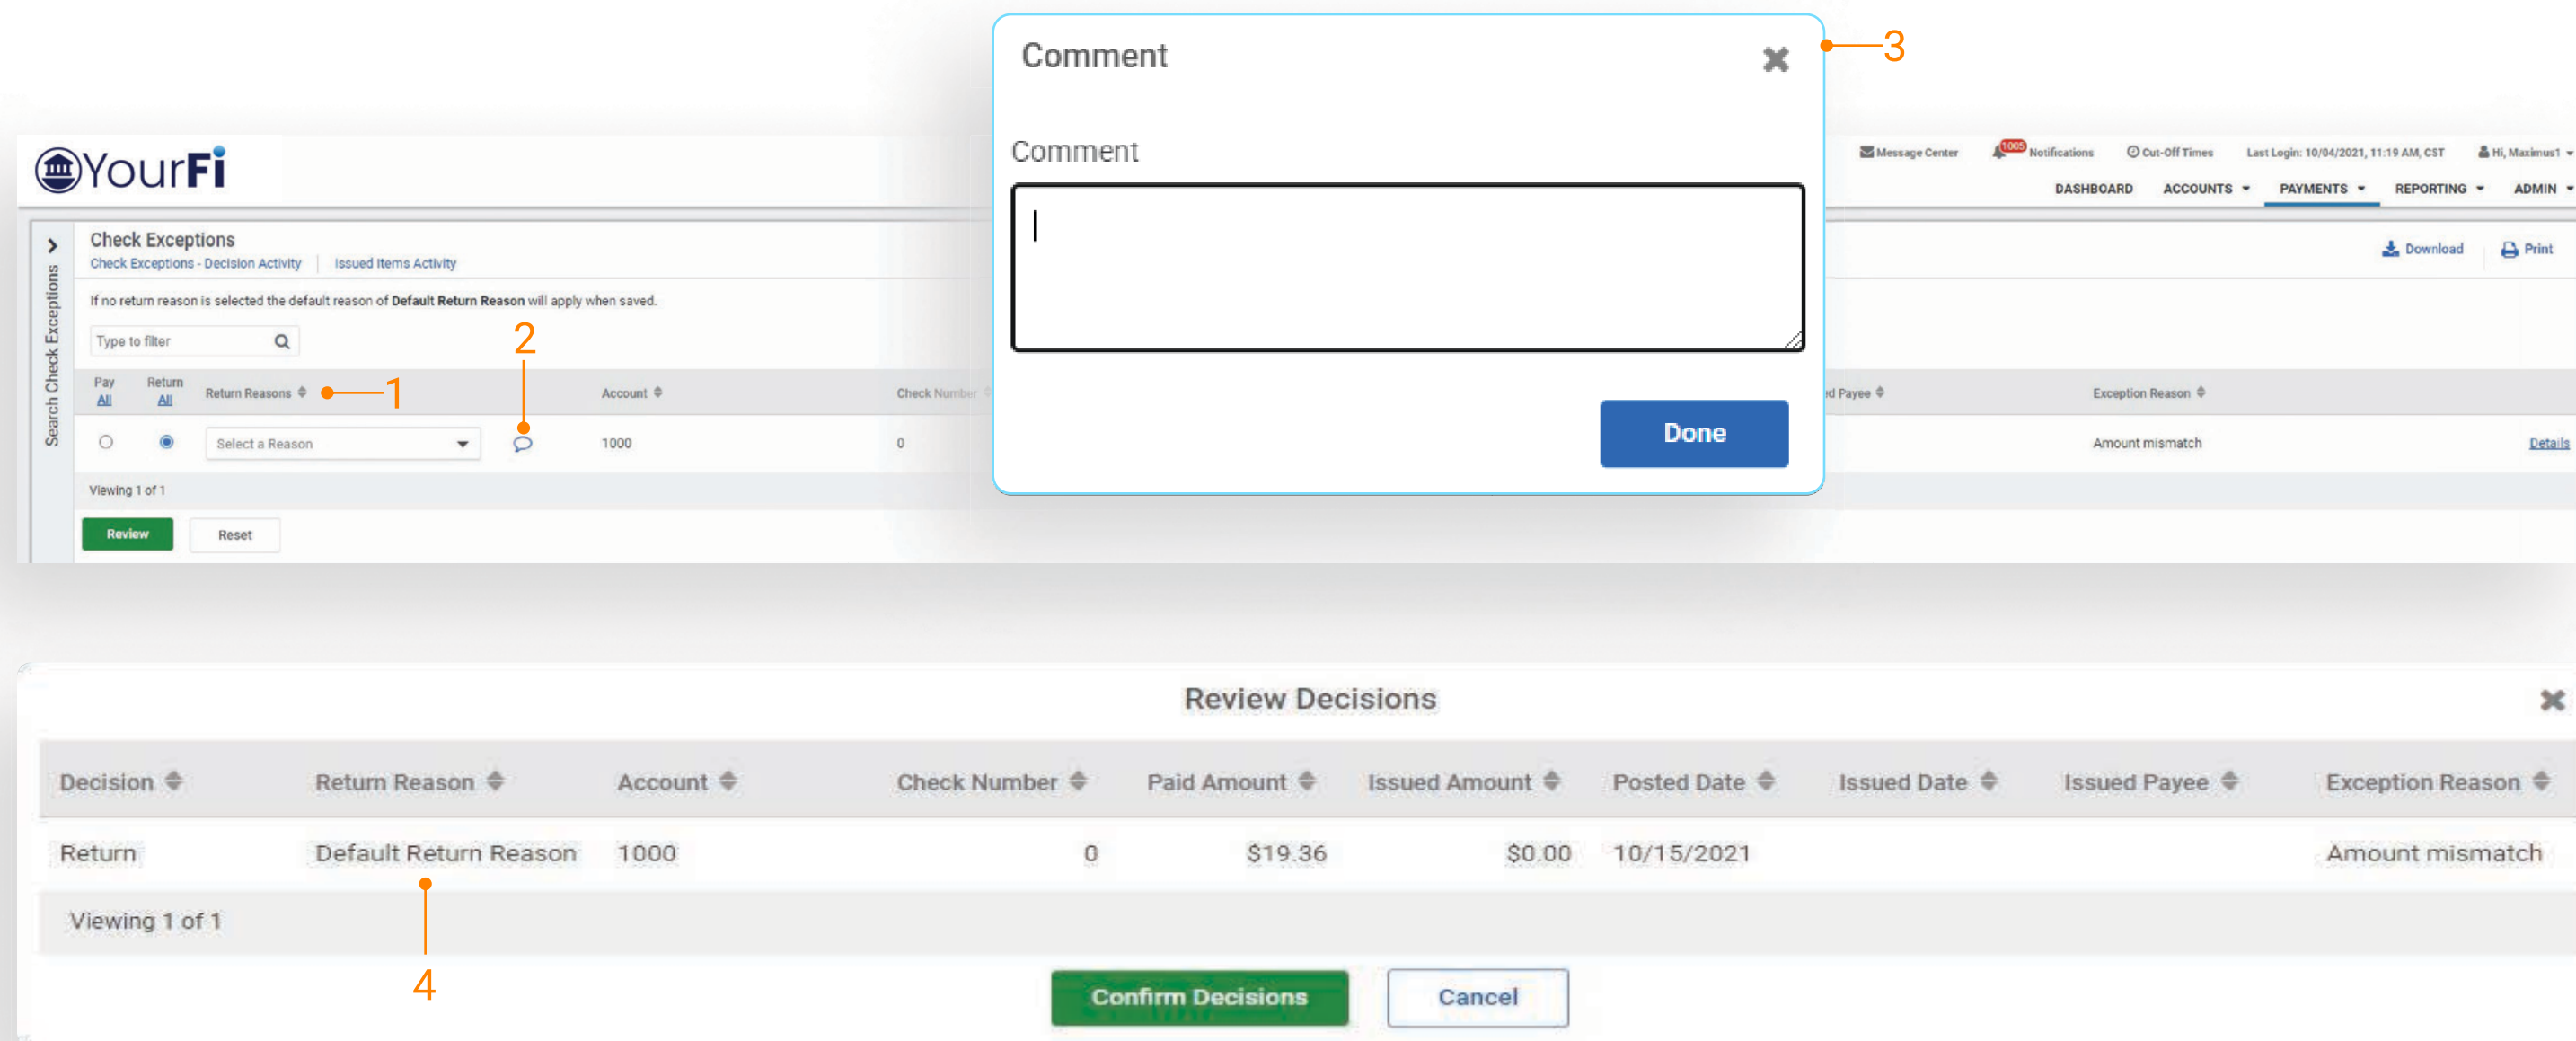 Comment
3
Comment
YourFi
Message Center
1005 Notifications
Cut-Off Times
Last Login: 10/04/2021, 11:19 AM, CST
Hi, Maximus1
DASHBOARD ACCOUNTS PAYMENTS REPORTING ADMIN
Search Check Exceptions
Check Exceptions
Check Exceptions - Decision Activity Issued Items Activity
Download Print
If no return reason is selected the default reason of Default Return Reason will apply when saved.
Type to filter
2
Pay All Return All Return Reasons 1 Account Check Number Payee Exception Reason
Select a Reason 1000 0 Amount mismatch Details
Done
Viewing 1 of 1
Review Reset
Review Decisions
Decision Return Reason Account Check Number Paid Amount Issued Amount Posted Date Issued Date Issued Payee Exception Reason
Return Default Return Reason 1000 0 $19.36 $0.00 10/15/2021 Amount mismatch
Viewing 1 of 1
4
Confirm Decisions Cancel